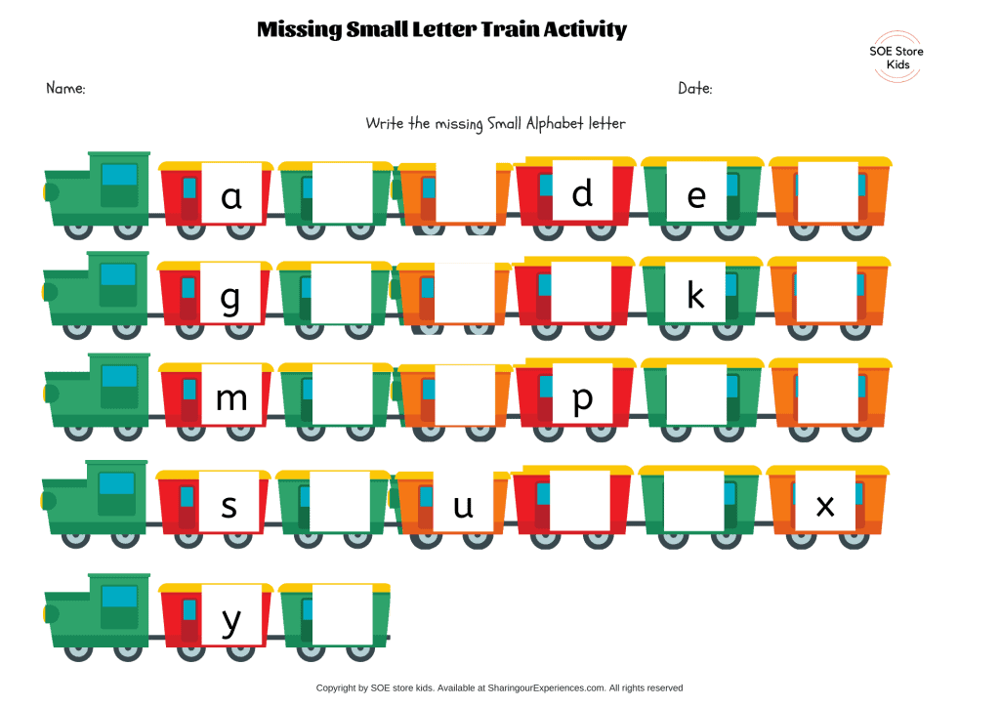 Missing Small Letter Train Activity
SOE Store
Kids
Name:
Date:
Write the missing Small Alphabet letter
a d e
g k
m p
s u x
y
Copyright by SOE store kids. Available at SharingourExperiences.com. All rights reserved